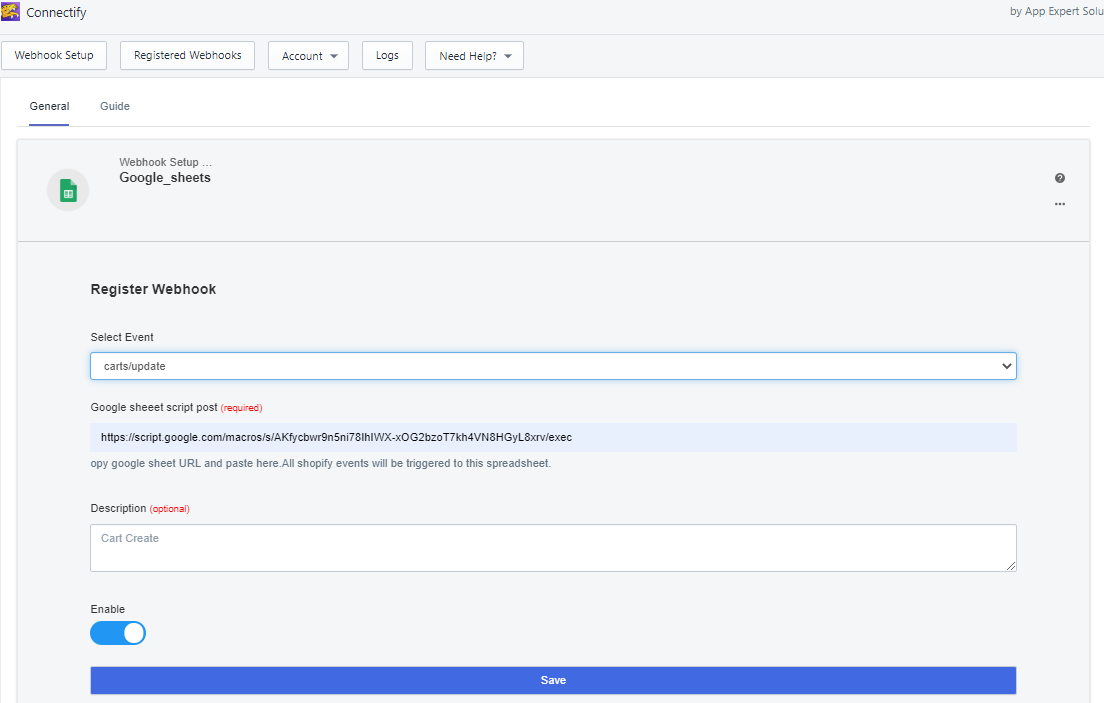 Connectify
by App Expert Solu
Webhook Setup
Registered Webhooks
Account
Logs
Need Help?
General
Guide
Webhook Setup ...
Google_sheets
Register Webhook
Select Event
carts/update
Google sheeet script post (required)
https://script.google.com/macros/s/AKfycbwr9n5ni78IhIWX-xOG2bzoT7kh4VN8HGyL8xrv/exec
opy google sheet URL and paste here.All shopify events will be triggered to this spreadsheet.
Description (optional)
Cart Create
Enable
Save